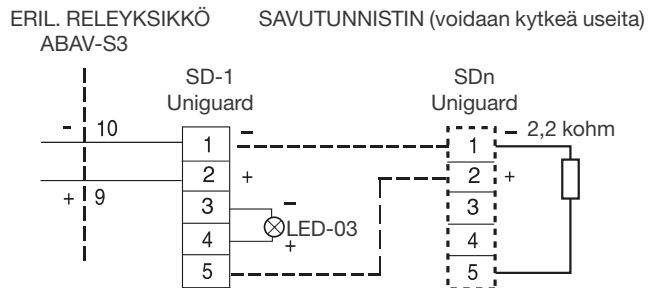 ERIL. RELEYKSIKKÖ
ABAV-S3
SAVUTUNNISTIN (voidaan kytkeä useita)
SD-1
Uniguard
SDn
Uniguard
- 10
+ 9
1 -
2 +
3 -
4 +
5
LED-03
1 - 2,2 kohm
2 +
3
4
5